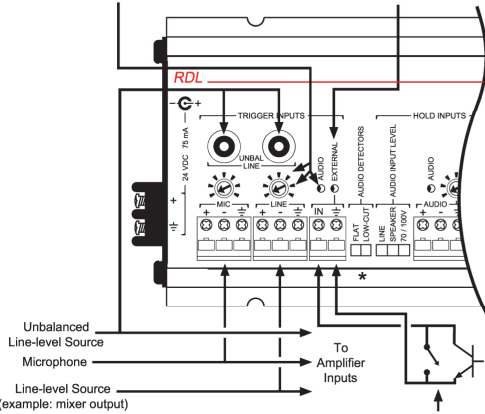 RDL
- +
24 VDC 75 mA
+
TRIGGER INPUTS
UNBAL
LINE
MIC
+ -
LINE
+ -
AUDIO
EXTERNAL
IN
AUDIO DETECTORS
FLAT
LOW-CUT
AUDIO INPUT LEVEL
LINE
SPEAKER
70 / 100V
HOLD INPUTS
AUDIO
AUDIO
+ -
*
Unbalanced
Line-level Source
Microphone
Line-level Source
(example: mixer output)
To
Amplifier
Inputs